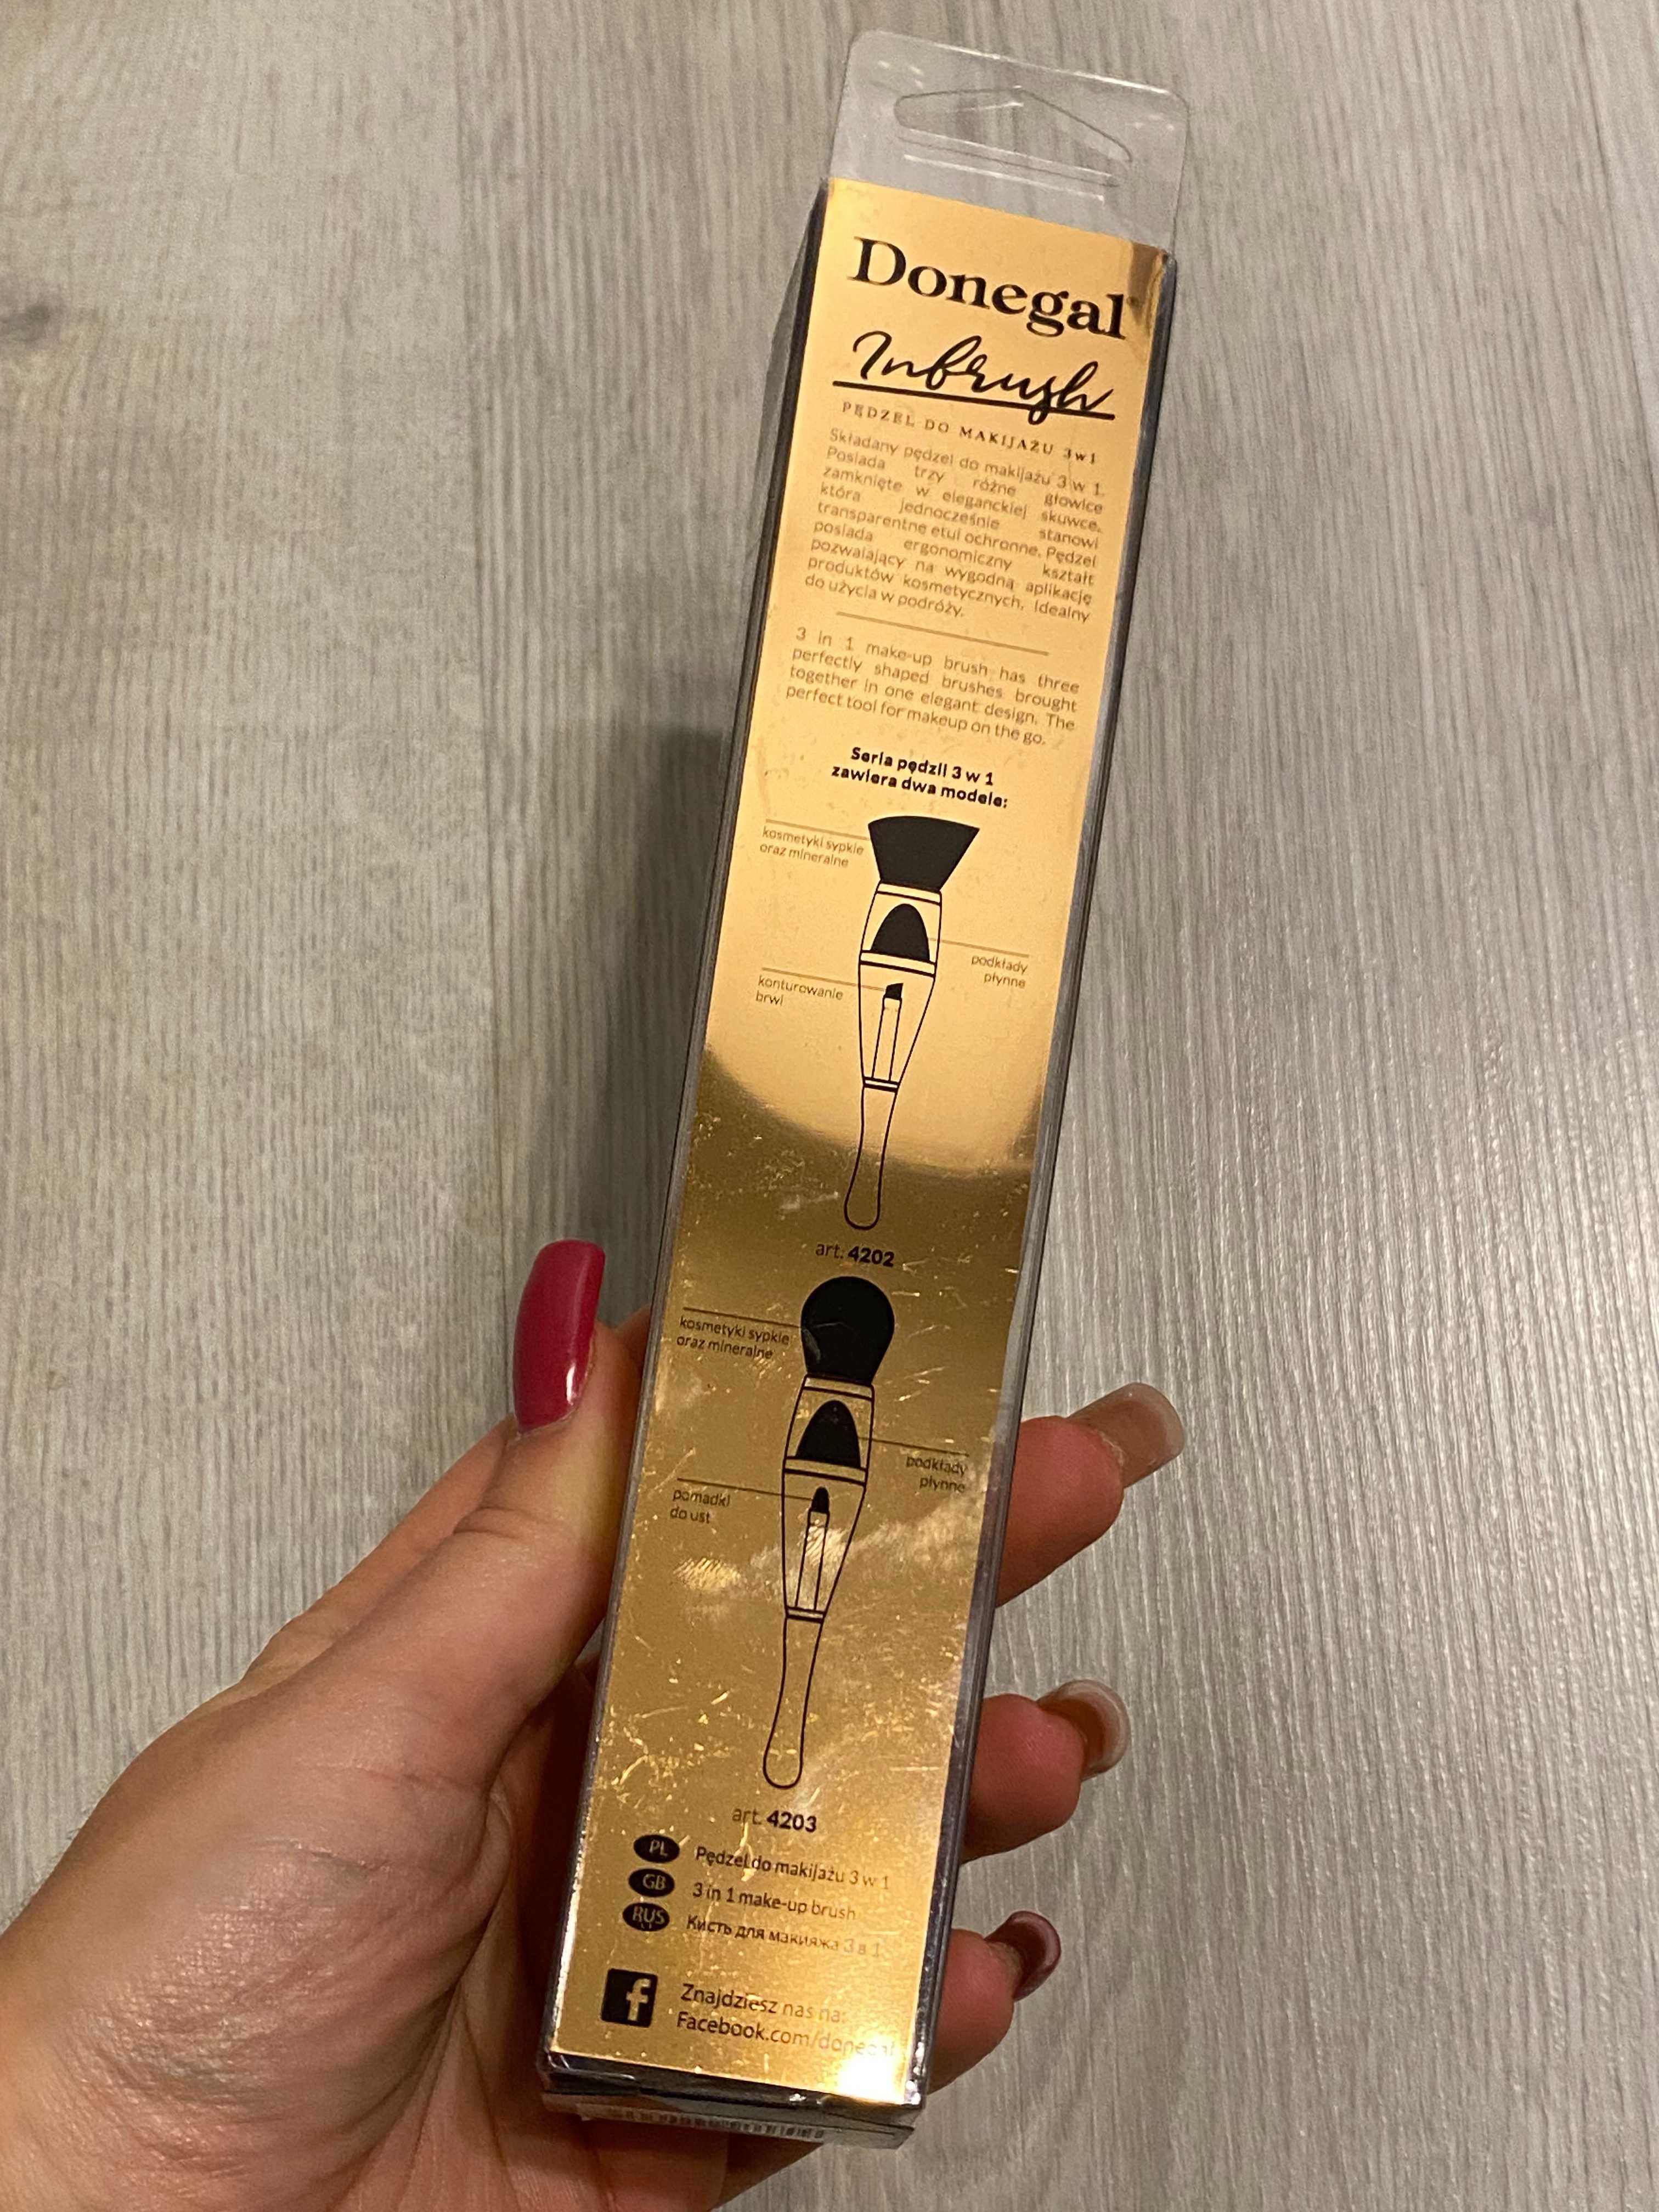 Donegal
Inbrush
PĘDZEL DO MAKIJAŻU 3w1
Składany pędzel do makijażu 3 w 1.
Posiada trzy różne głowice
zamknięte w eleganckiej skuwce,
która jednocześnie stanowi
transparentne etui ochronne. Pędzel
posiada ergonomiczny kształt
pozwalający na wygodną aplikację
produktów kosmetycznych, idealny
do użycia w podróży.
3 in 1 make-up brush has three
perfectly shaped brushes brought
together in one elegant design. The
perfect tool for makeup on the go.
Seria pędzli 3 w 1
zawiera dwa modele:
kosmetyki sypkie
oraz mineralne
podkłady
płynne
konturowanie
brwi
art. 4202
kosmetyki sypkie
oraz mineralne
podkłady
płynne
pomadki
do ust
art. 4203
PL Pędzel do makijażu 3 w 1
GB 3 in 1 make-up brush
RUS Кисть для макияжа 3 в 1
f Znajdziesz nas na:
Facebook.com/donegal